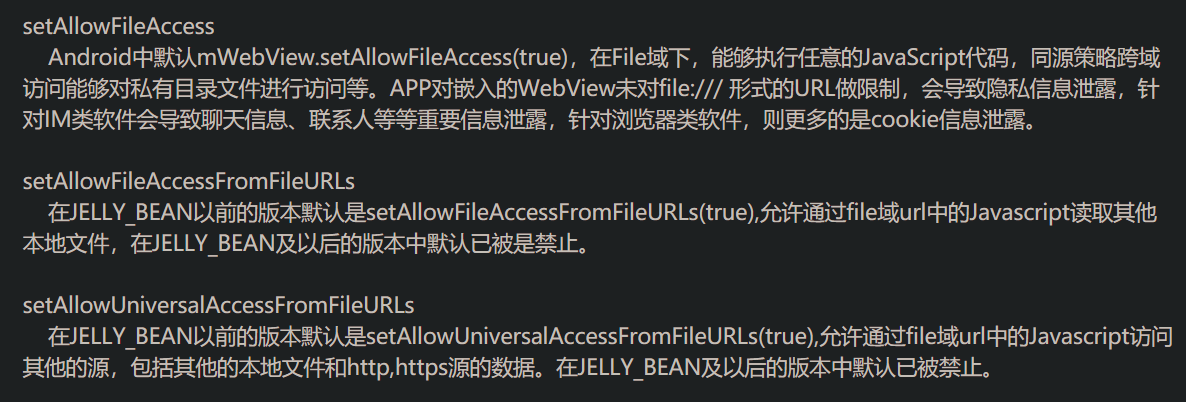 setAllowFileAccess
Android中默认mWebView.setAllowFileAccess(true)，在File域下，能够执行任意的JavaScript代码，同源策略跨域
访问能够对私有目录文件进行访问等。APP对嵌入的WebView未对file:/// 形式的URL做限制，会导致隐私信息泄露，针
对IM类软件会导致聊天信息、联系人等等重要信息泄露，针对浏览器类软件，则更多的是cookie信息泄露。
setAllowFileAccessFromFileURLs
在JELLY_BEAN以前的版本默认是setAllowFileAccessFromFileURLs(true),允许通过file域url中的Javascript读取其他
本地文件，在JELLY_BEAN及以后的版本中默认已被是禁止。
setAllowUniversalAccessFromFileURLs
在JELLY_BEAN以前的版本默认是setAllowUniversalAccessFromFileURLs(true),允许通过file域url中的Javascript访问
其他的源，包括其他的本地文件和http,https源的数据。在JELLY_BEAN及以后的版本中默认已被禁止。